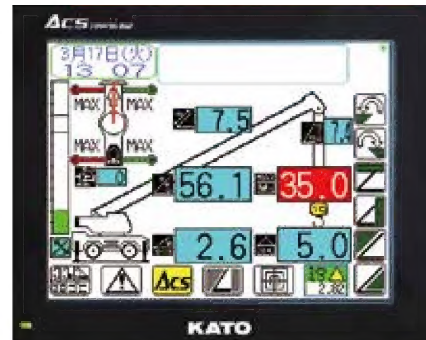 ACS
3月17日(火)
13 07
MAX MAX
7.5
MAX MAX
0
56.1 35.0
2.6 5.0
Acs
KATO